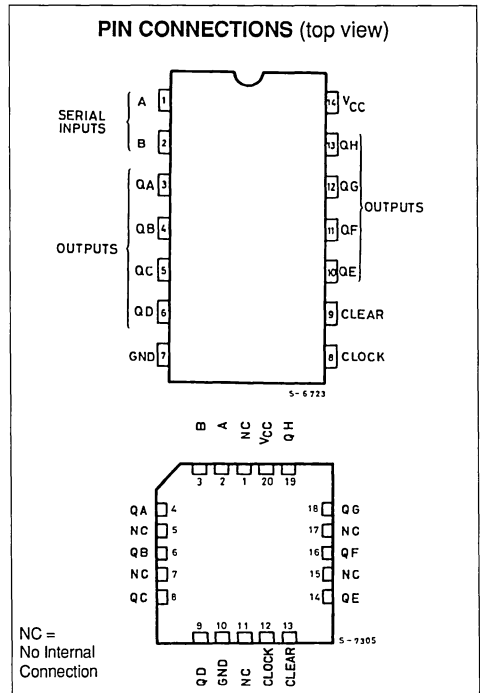 PIN CONNECTIONS (top view)
SERIAL
INPUTS
A 1
B 2
OUTPUTS
QA 3
QB 4
QC 5
QD 6
GND 7
14 VCC
13 QH
12 QG
11 QF
10 QE
OUTPUTS
9 CLEAR
8 CLOCK
S-6723
B A NC VCC QH
3 2 1 20 19
QA 4
NC 5
QB 6
NC 7
QC 8
18 QG
17 NC
16 QF
15 NC
14 QE
9 10 11 12 13
QD GND NC CLOCK CLEAR
S-7305
NC =
No Internal
Connection